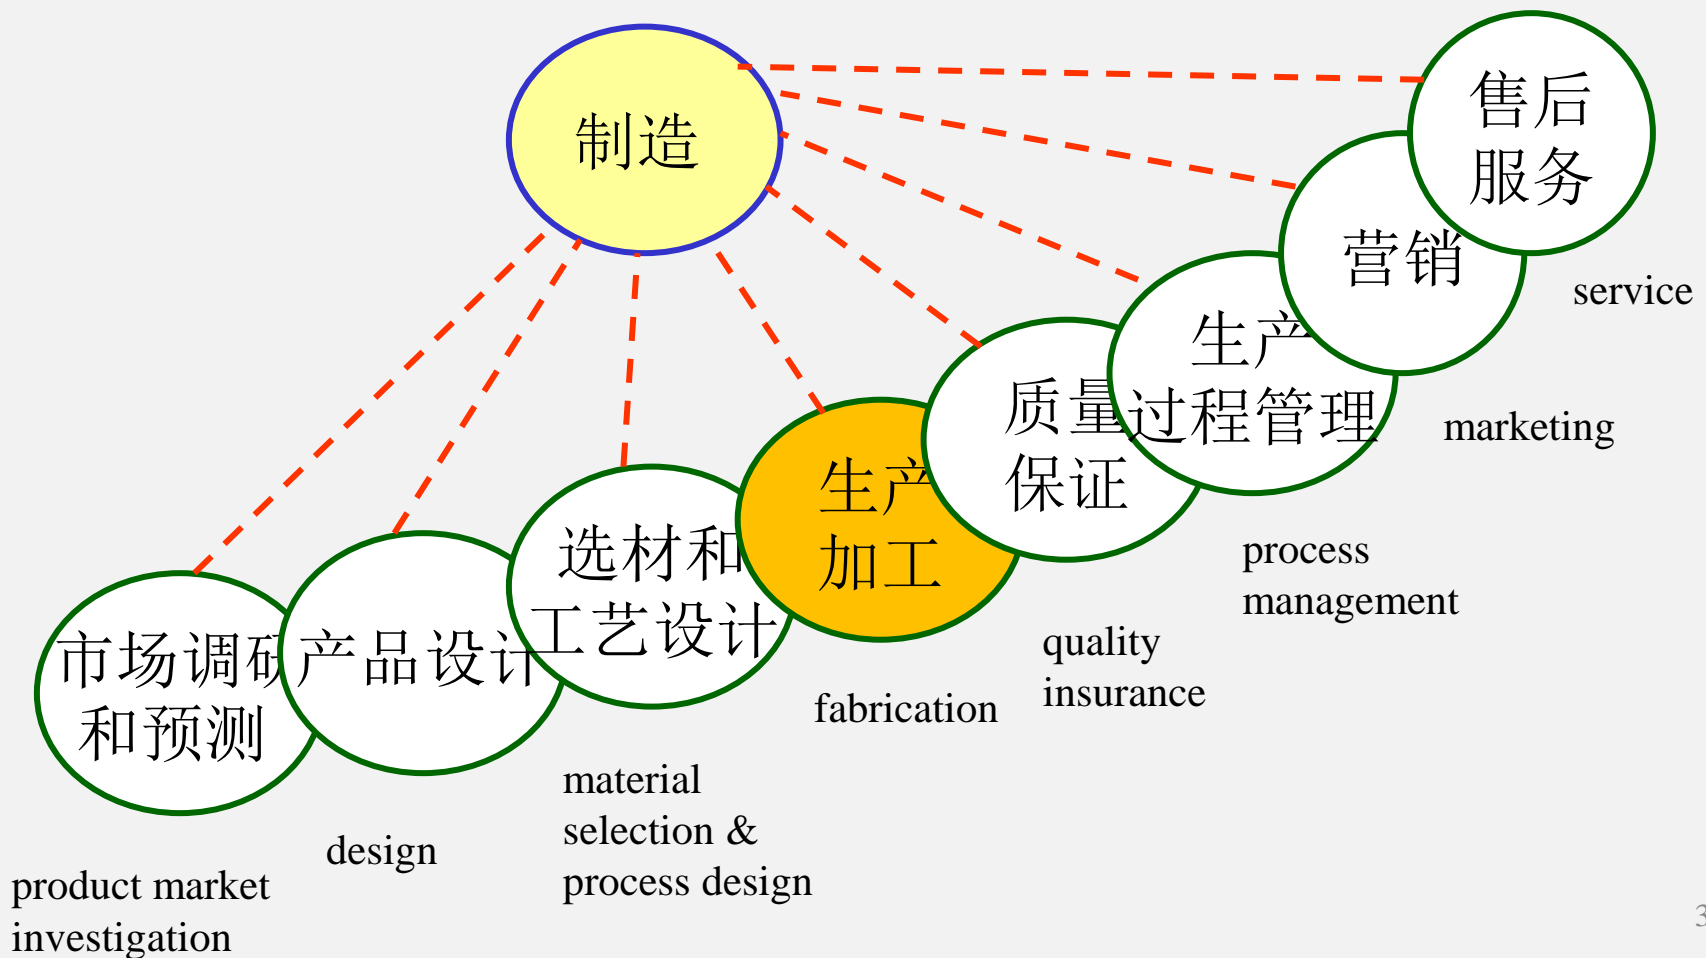 制造
售后
服务
营销
service
生产
过程管理
marketing
质量
保证
process
management
生产
加工
quality
insurance
选材和
工艺设计
fabrication
产品设计
material
selection &
process design
市场调研
和预测
design
product market
investigation
3